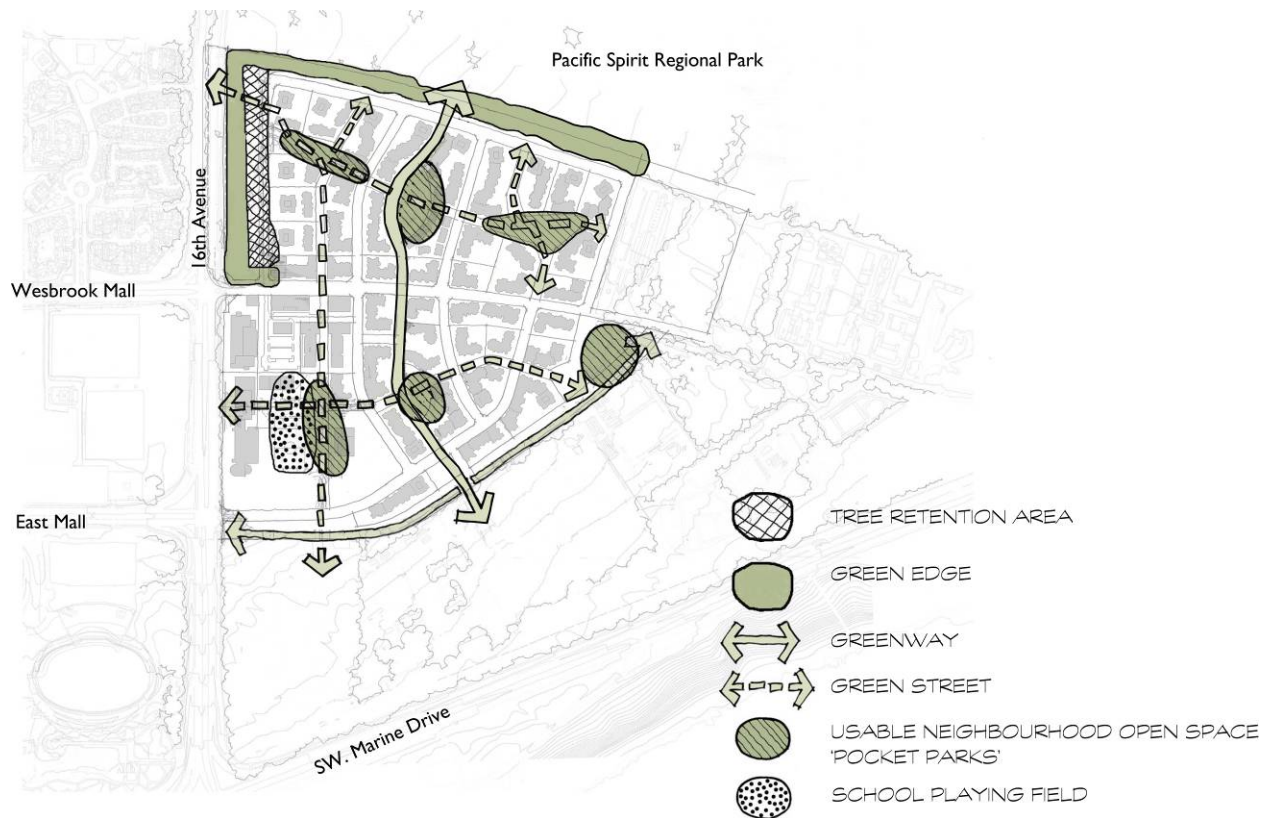 Pacific Spirit Regional Park
16th Avenue
Wesbrook Mall
East Mall
SW. Marine Drive
TREE RETENTION AREA
GREEN EDGE
GREENWAY
GREEN STREET
USABLE NEIGHBOURHOOD OPEN SPACE
'POCKET PARKS'
SCHOOL PLAYING FIELD